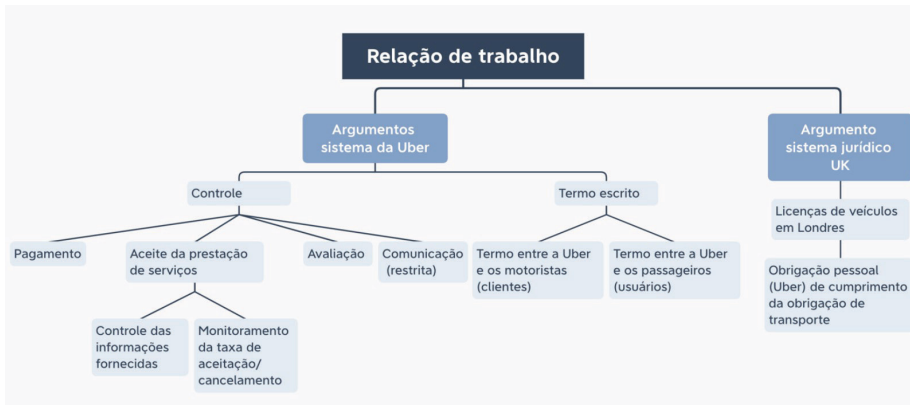 Relação de trabalho
Argumentos
sistema da Uber
Argumento
sistema jurídico
UK
Controle
Termo escrito
Licenças de veículos
em Londres
Pagamento
Aceite da prestação
de serviços
Avaliação
Comunicação
(restrita)
Termo entre a Uber
e os motoristas
(clientes)
Termo entre a Uber
e os passageiros
(usuários)
Obrigação pessoal
(Uber) de cumprimento
da obrigação de
transporte
Controle das
informações
fornecidas
Monitoramento
da taxa de
aceitação/
cancelamento